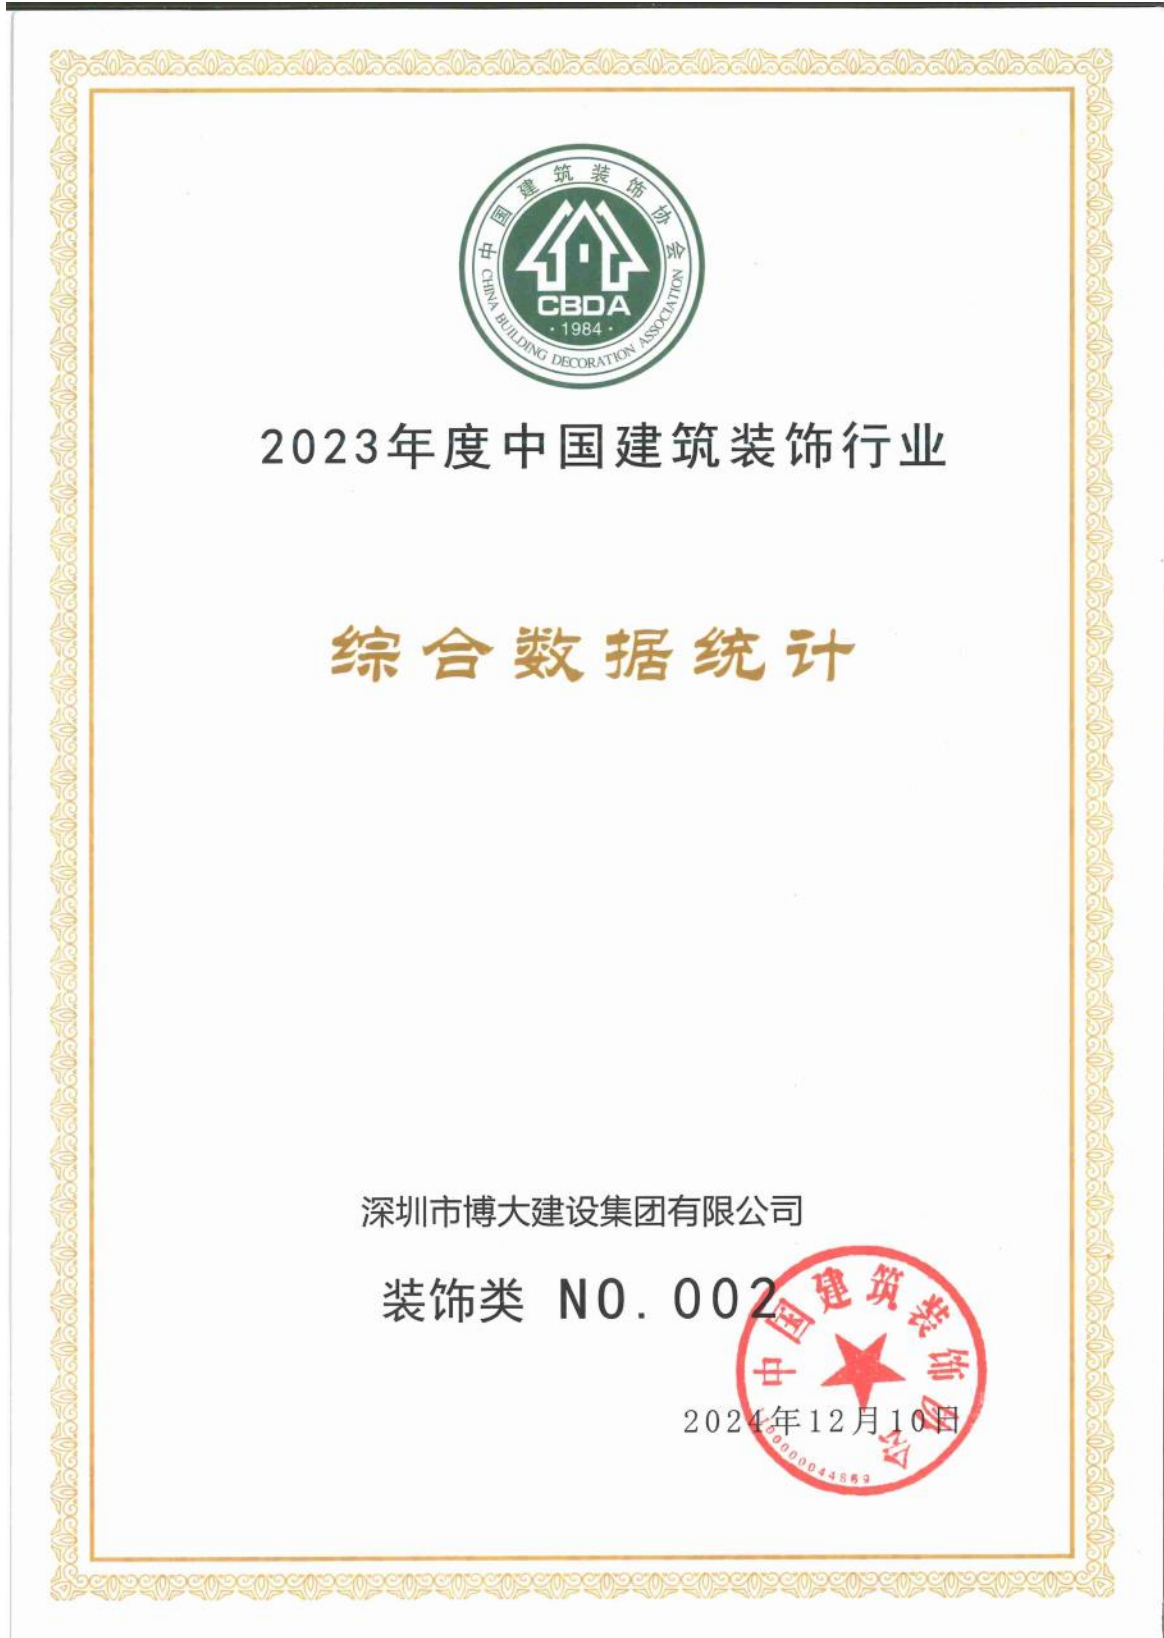 中国建筑装饰协会
CBDA
· 1984 ·
CHINA BUILDING DECORATION ASSOCIATION
2023年度中国建筑装饰行业
综合数据统计
深圳市博大建设集团有限公司
装饰类 NO.002
中国建筑装饰协会
2024年12月10日